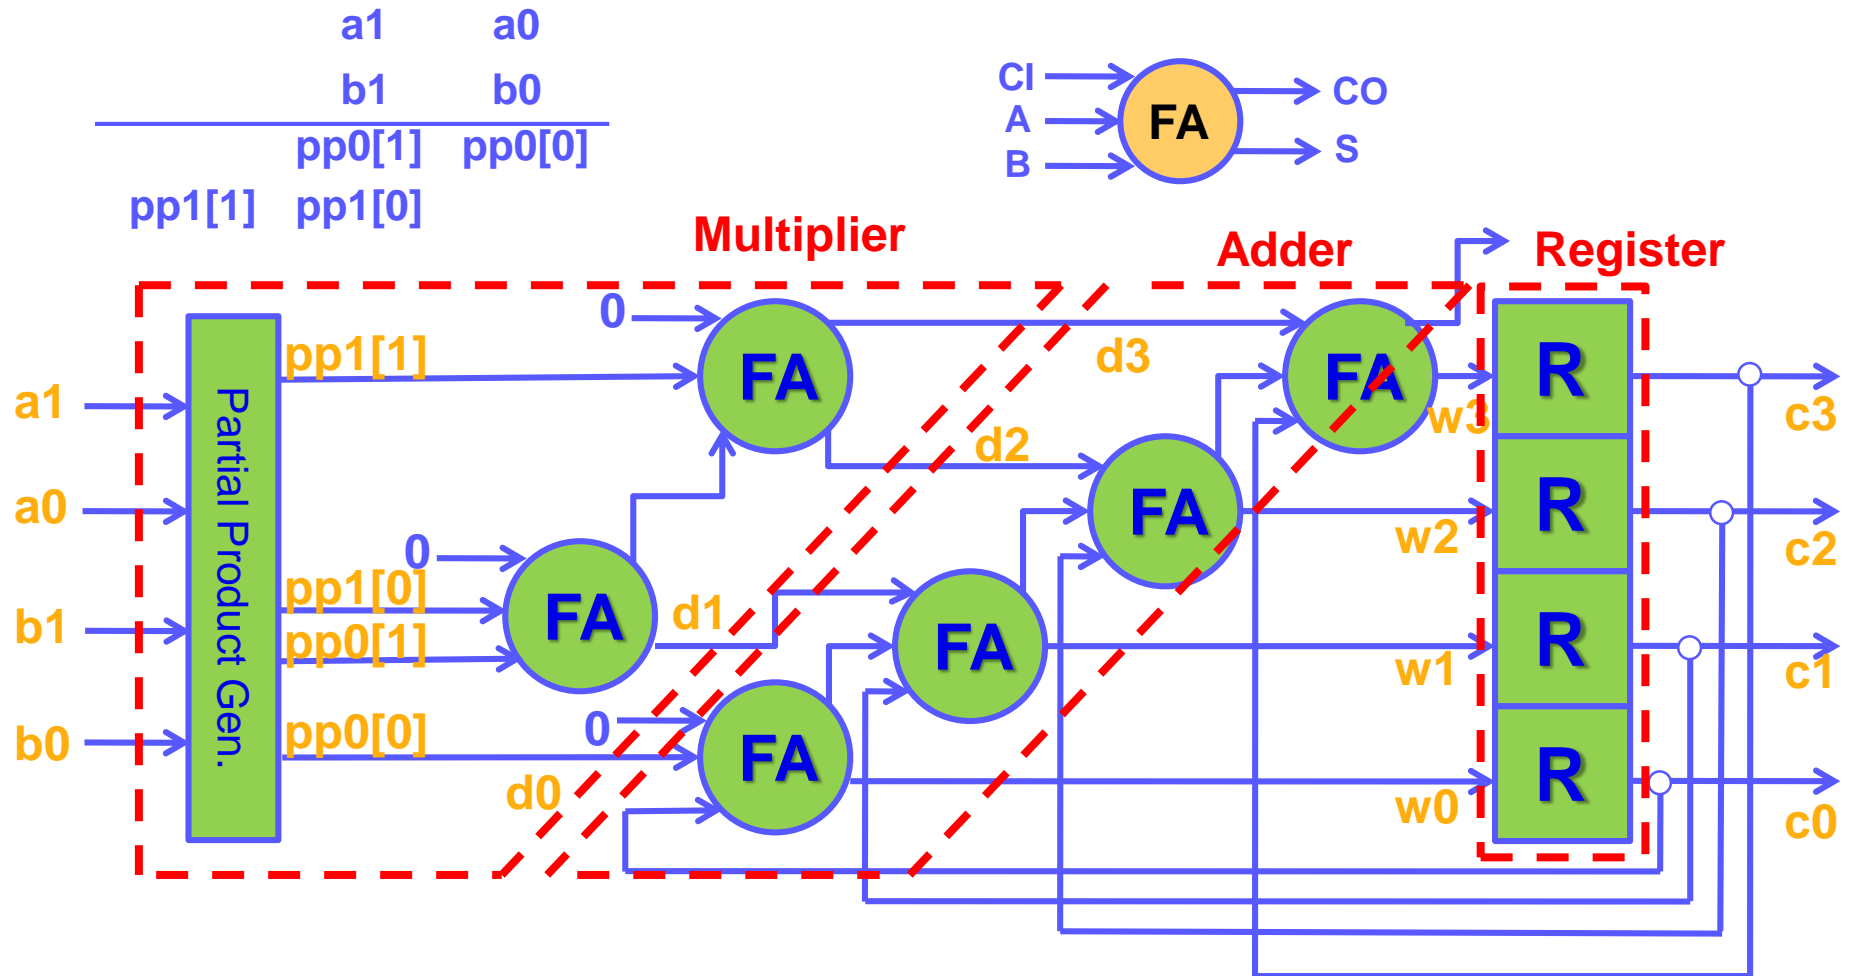 a1 a0
b1 b0
pp0[1] pp0[0]
pp1[1] pp1[0]
CI
A
B
FA
CO
S
Multiplier
Adder
Register
Partial Product Gen.
a1
a0
b1
b0
pp1[1]
pp1[0]
pp0[1]
pp0[0]
0
FA
0
FA
0
FA
FA
FA
FA
d3
d2
d1
d0
w3
w2
w1
w0
R
R
R
R
c3
c2
c1
c0